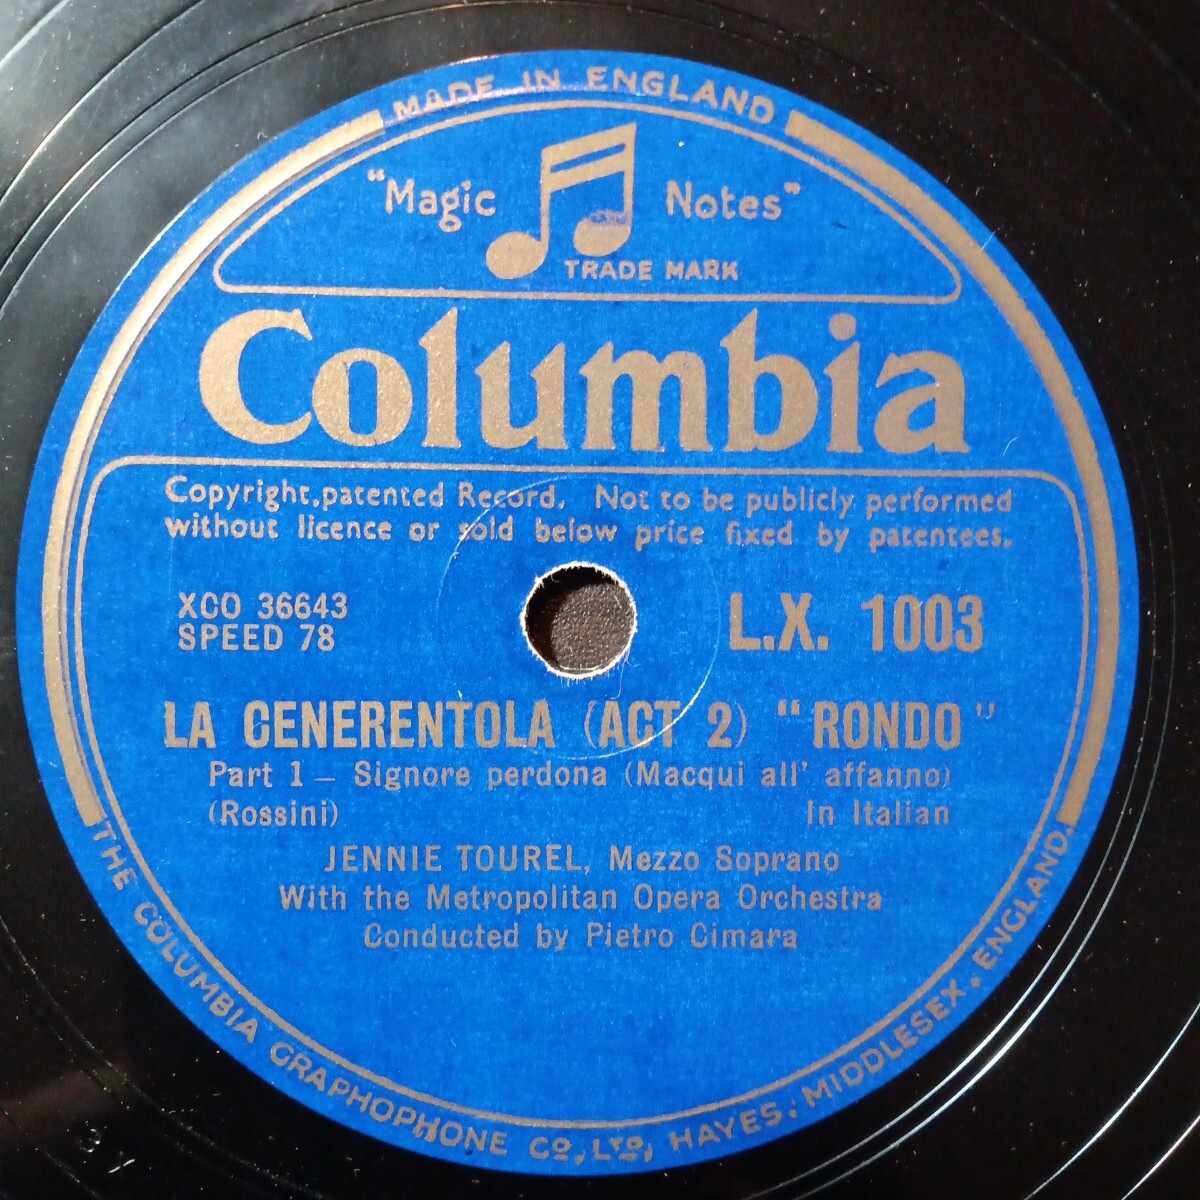 MADE IN ENGLAND
"Magic Notes"
TRADE MARK
Columbia
Copyright, patented Record. Not to be publicly performed
without licence or sold below price fixed by patentees.
XCO 36643
SPEED 78
L.X. 1003
LA CENERENTOLA (ACT 2) "RONDO"
Part 1 – Signore perdona (Macqui all' affanno)
(Rossini) In Italian
JENNIE TOUREL, Mezzo Soprano
With the Metropolitan Opera Orchestra
Conducted by Pietro Cimara
THE COLUMBIA GRAPHOPHONE CO., LTD., HAYES, MIDDLESEX, ENGLAND.